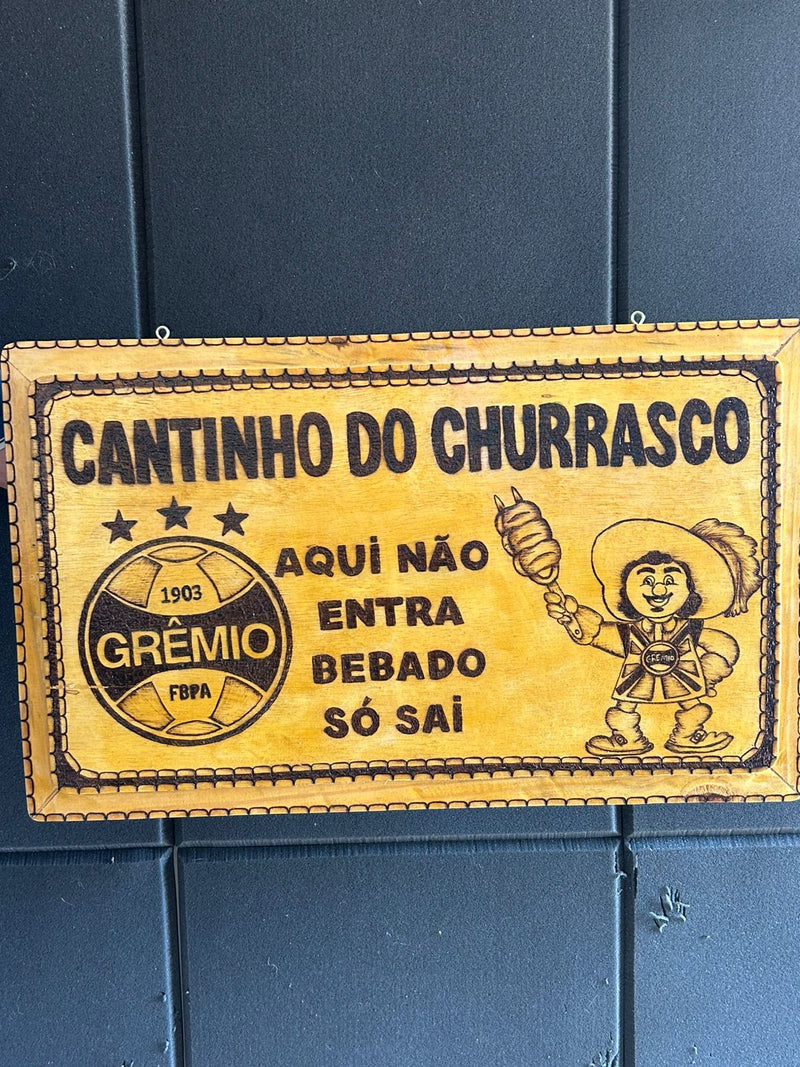 CANTINHO DO CHURRASCO
1903
GRÊMIO
FBPA
AQUI NÃO
ENTRA
BEBADO
SÓ SAI
GRÊMIO